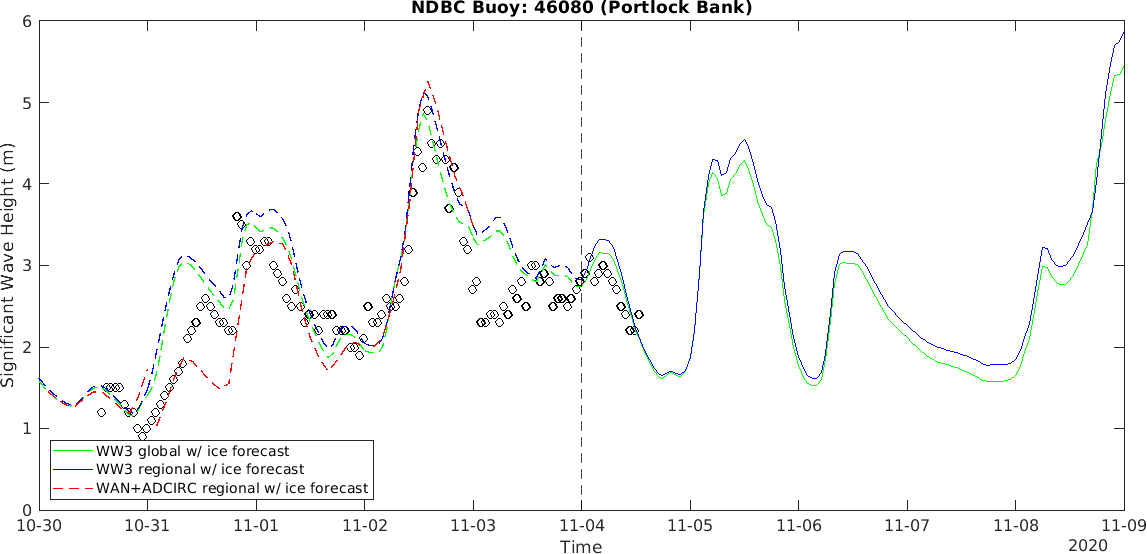 NDBC Buoy: 46080 (Portlock Bank)
6
5
4
3
2
1
0
Significant Wave Height (m)
WW3 global w/ ice forecast
WW3 regional w/ ice forecast
WAN+ADCIRC regional w/ ice forecast
10-30 10-31 11-01 11-02 11-03 11-04 11-05 11-06 11-07 11-08 11-09
Time
2020